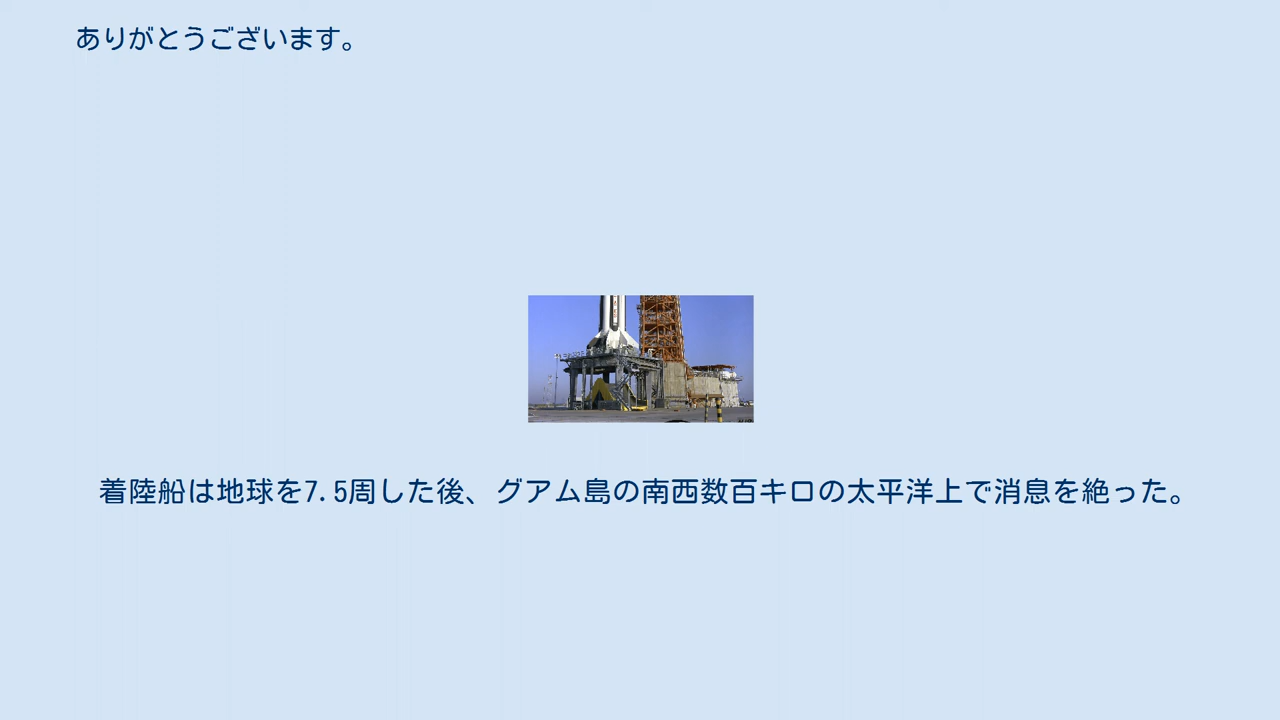 ありがとうございます。
着陸船は地球を7.5周した後、グアム島の南西数百キロの太平洋上で消息を絶った。